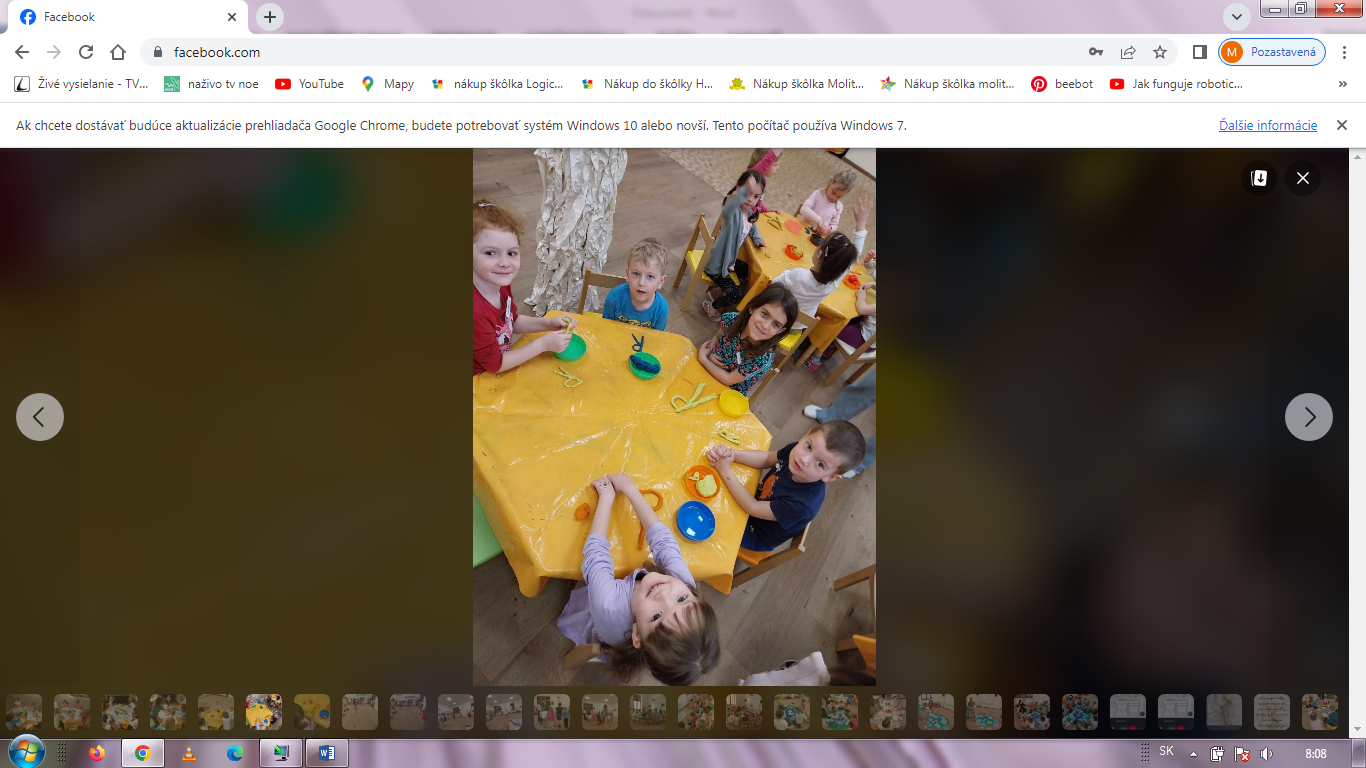 Facebook
facebook.com
M Pozastavená
Živé vysielanie - TV...
naživo tv noe
YouTube
Mapy
nákup škôlka Logic...
Nákup do škôlky H...
Nákup škôlka Molit...
Nákup škôlka molit...
beebot
Jak funguje robotic...
»
Ak chcete dostávať budúce aktualizácie prehliadača Google Chrome, budete potrebovať systém Windows 10 alebo novší. Tento počítač používa Windows 7.
Ďalšie informácie
SK
8:08